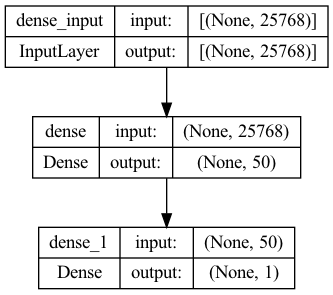 dense_input input: [(None, 25768)]
InputLayer output: [(None, 25768)]
dense input: (None, 25768)
Dense output: (None, 50)
dense_1 input: (None, 50)
Dense output: (None, 1)